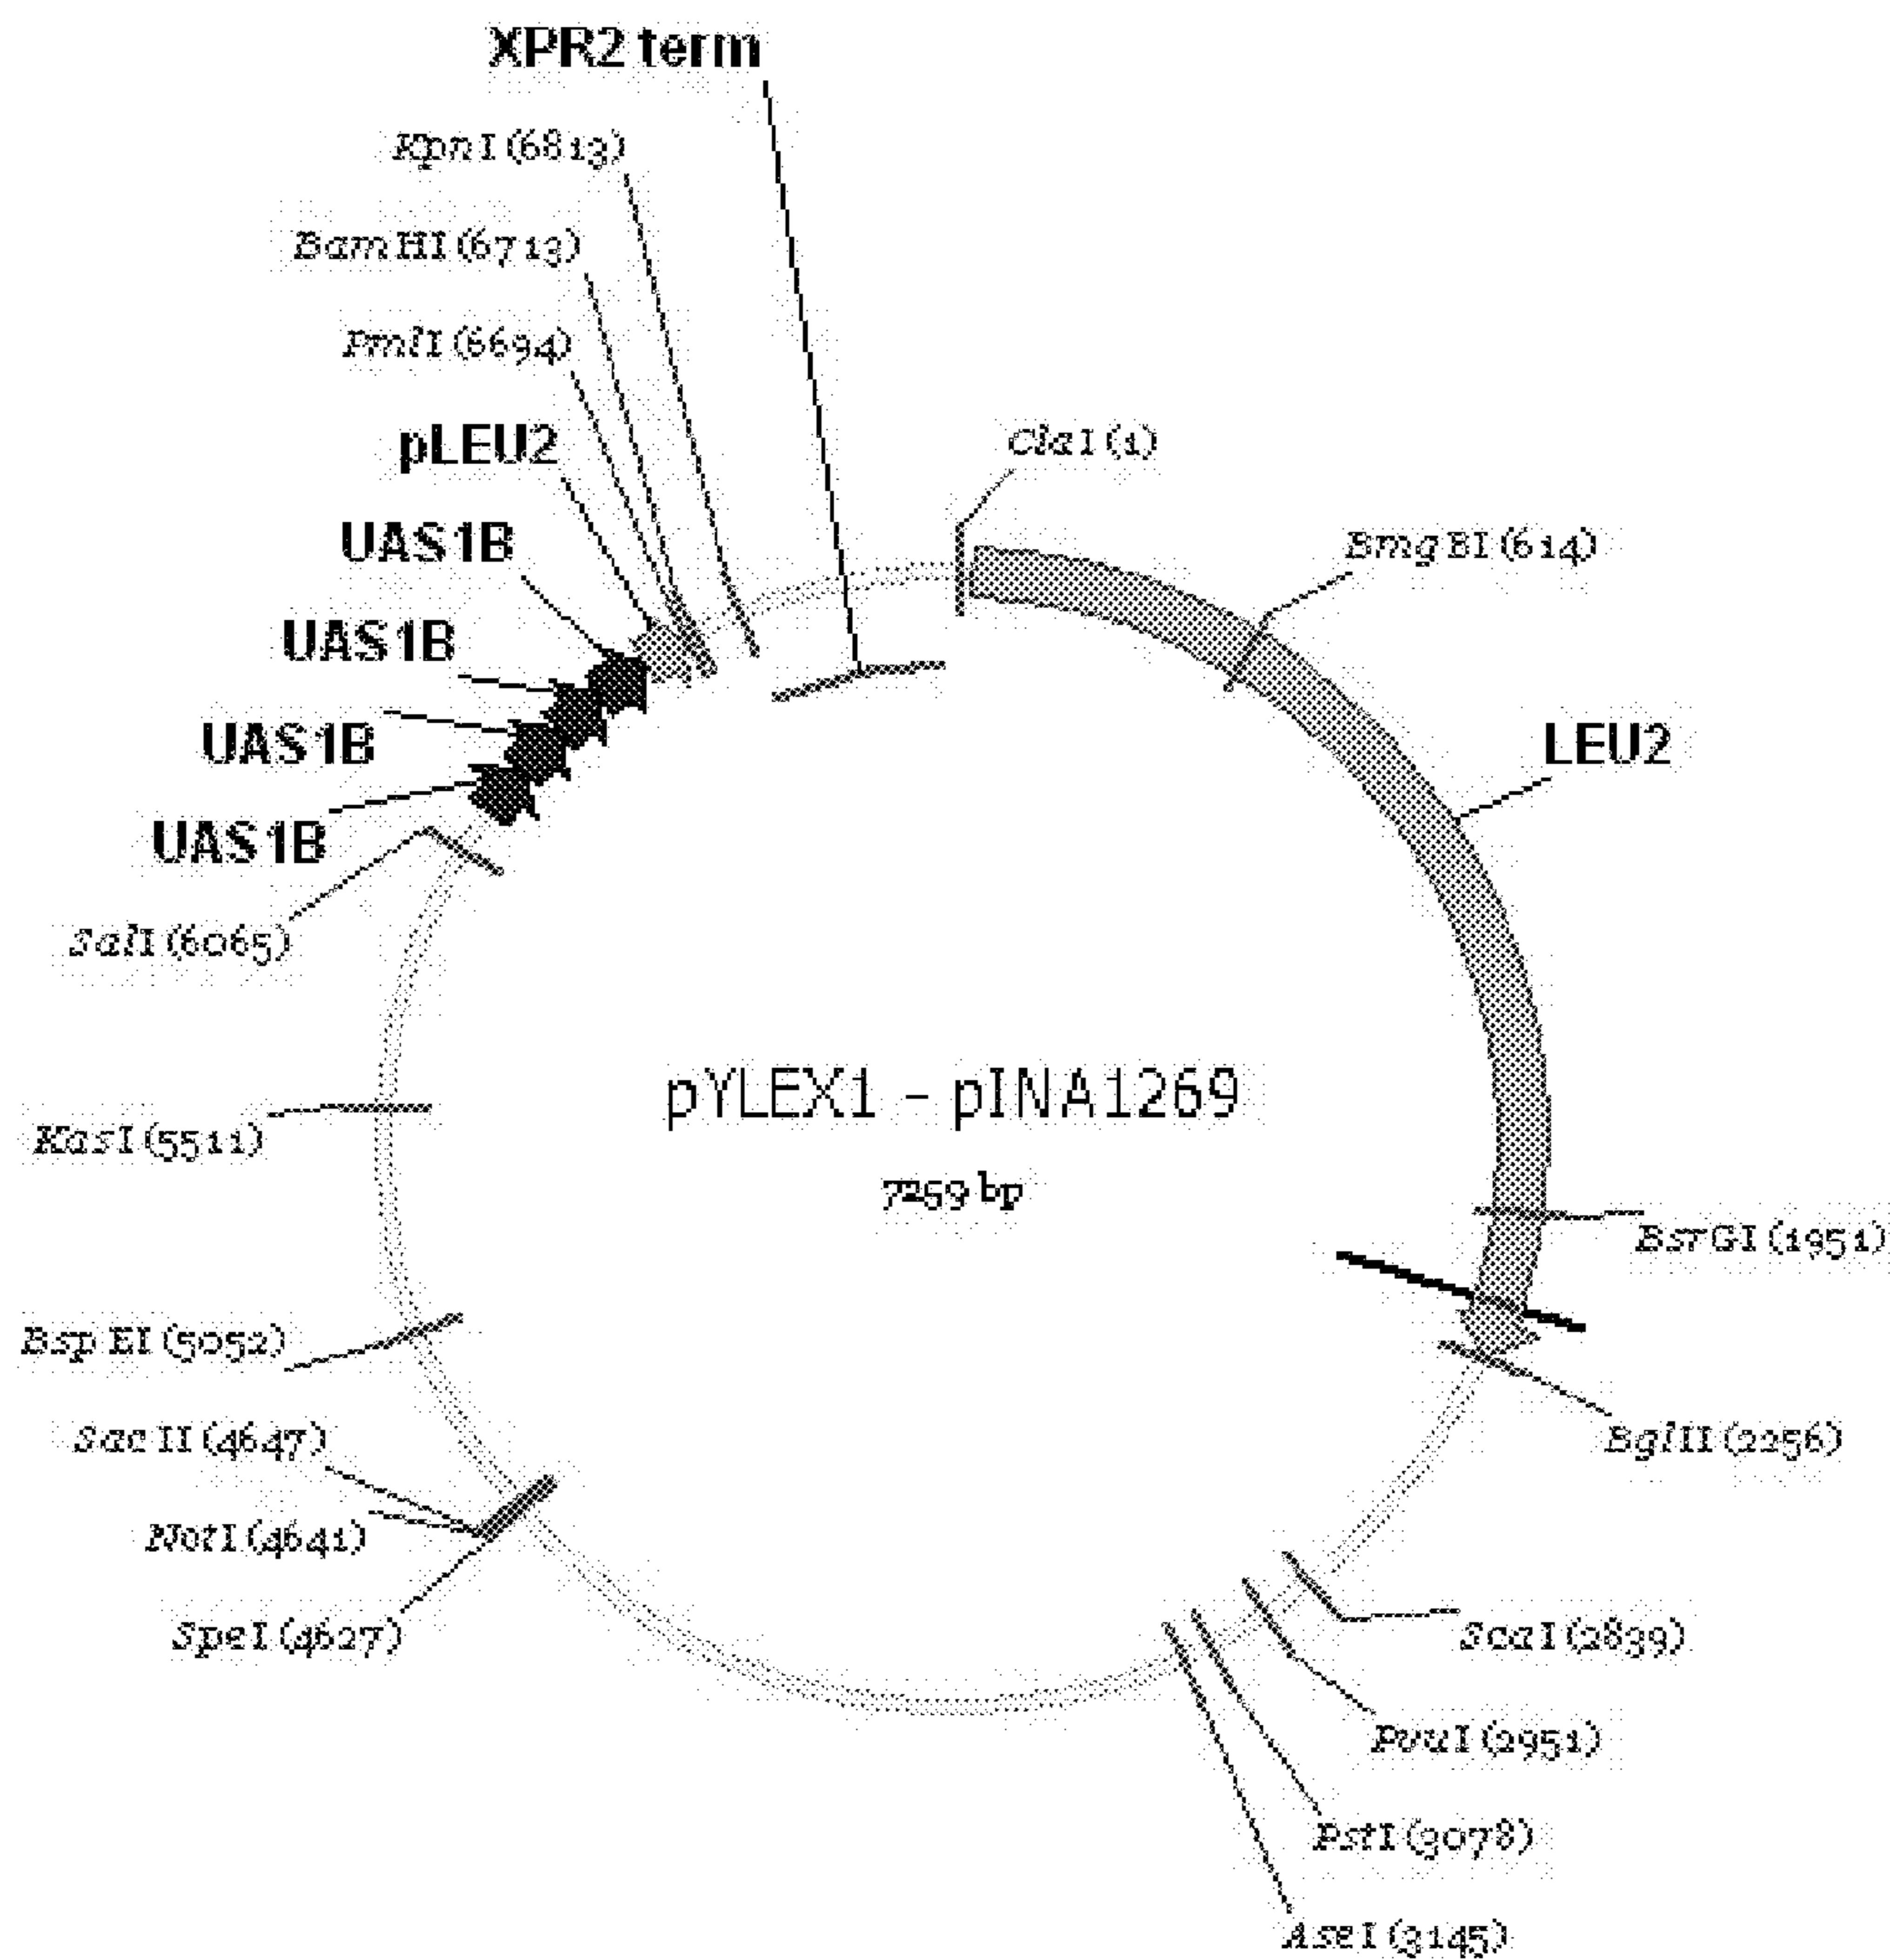 XPR2 term
KpnI (6813)
BamHI (6713)
PmlI (6694)
pLEU2
ClaI (1)
UAS1B
BmgBI (614)
UAS1B
UAS1B
LEU2
UAS1B
SalI (6065)
pYLEX1 - pINA1269
KasI (5511)
7259 bp
BsrGI (1951)
BspEI (5052)
SacII (4647)
BglII (2256)
NotI (4641)
SpeI (4627)
ScaI (2839)
PvuI (2951)
PstI (3078)
AseI (3145)